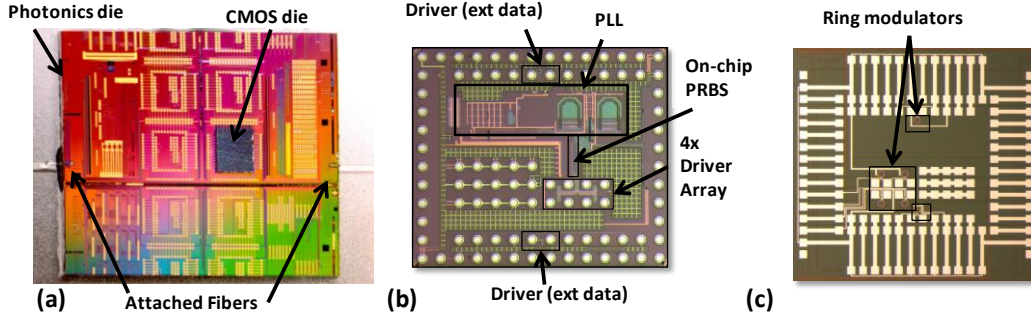 Photonics die
CMOS die
Attached Fibers
(a)
Driver (ext data)
PLL
On-chip
PRBS
4x
Driver
Array
Driver (ext data)
(b)
Ring modulators
(c)